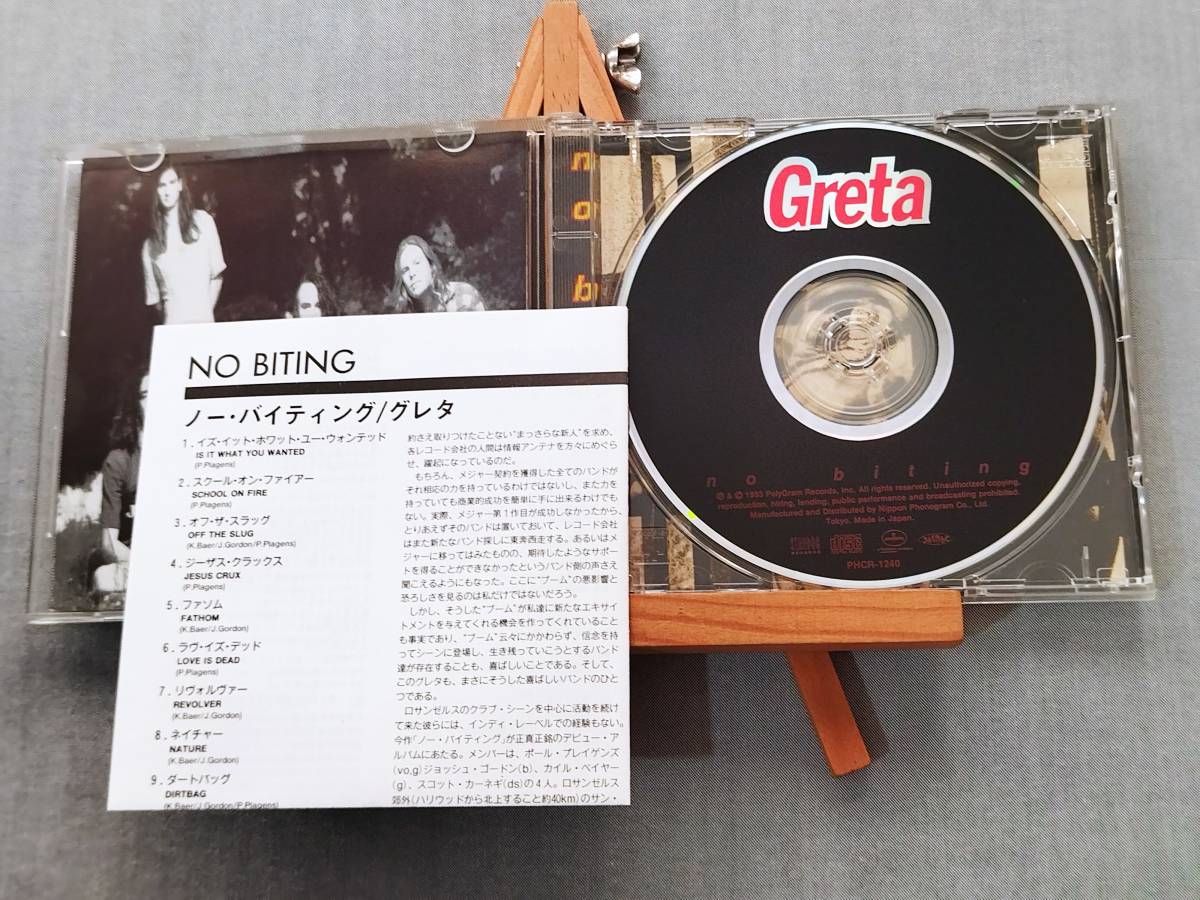 NO BITING
ノー・バイティング/グレタ
1. イズ・イット・ホワット・ユー・ウォンテッド
IS IT WHAT YOU WANTED
(P.Plagens)
2. スクール・オン・ファイアー
SCHOOL ON FIRE
(P.Plagens)
3. オフ・ザ・スラッグ
OFF THE SLUG
(K.Baer/J.Gordon/P.Plagens)
4. ジーザス・クラックス
JESUS CRUX
(P.Plagens)
5. ファソム
FATHOM
(K.Baer/J.Gordon)
6. ラヴ・イズ・デッド
LOVE IS DEAD
(P.Plagens)
7. リヴォルヴァー
REVOLVER
(K.Baer/J.Gordon)
8. ネイチャー
NATURE
(K.Baer/J.Gordon)
9. ダートバッグ
DIRTBAG
(K.Baer/J.Gordon/P.Plagens)
約さえ取りつけたことない“まっさらな新人”を求め、
各レコード会社の人間は情報アンテナを方々にめぐら
せ、躍起になっているのだ。
もちろん、メジャー契約を獲得した全てのバンドが
それ相応の力を持っているわけではないし、また力を
持っていても商業的成功を簡単に手に出来るわけでも
ない。実際、メジャー第1作目が成功しなかったから、
とりあえずそのバンドは置いておいて、レコード会社
はまた新たなバンド探しに東奔西走する。あるいはメ
ジャーに移ってはみたものの、期待したようなサポー
トを得ることができなかったというバンド側の声さえ
聞こえるようにもなった。ここに“ブーム”の悪影響と
恐ろしさを見るのは私だけではないだろう。
しかし、そうした“ブーム”が私達に新たなエキサイ
トメントを与えてくれる機会を作ってくれていること
も事実であり、“ブーム”云々にかかわらず、信念を持
ってシーンに登場し、生き残っていこうとするバンド
達が存在することも、喜ばしいことである。そして、
このグレタも、まさにそうした喜ばしいバンドのひと
つである。
ロサンゼルスのクラブ・シーンを中心に活動を続け
て来た彼らには、インディ・レーベルでの経験もない。
今作「ノー・バイティング」が正真正銘のデビュー・ア
ルバムにあたる。メンバーは、ポール・プレイゲンズ
(vo,g)ジョッシュ・ゴードン(b)、カイル・ベイヤー
(g)、スコット・カーネギ(ds)の4人。ロサンゼルス
郊外(ハリウッドから北上すること約40km)のサン・
n
o
b
Greta
no biting
℗ & © 1993 PolyGram Records, Inc. All rights reserved. Unauthorized copying,
reproduction, hiring, lending, public performance and broadcasting prohibited.
Manufactured and Distributed by Nippon Phonogram Co., Ltd.
Tokyo. Made in Japan.
PHCR-1240